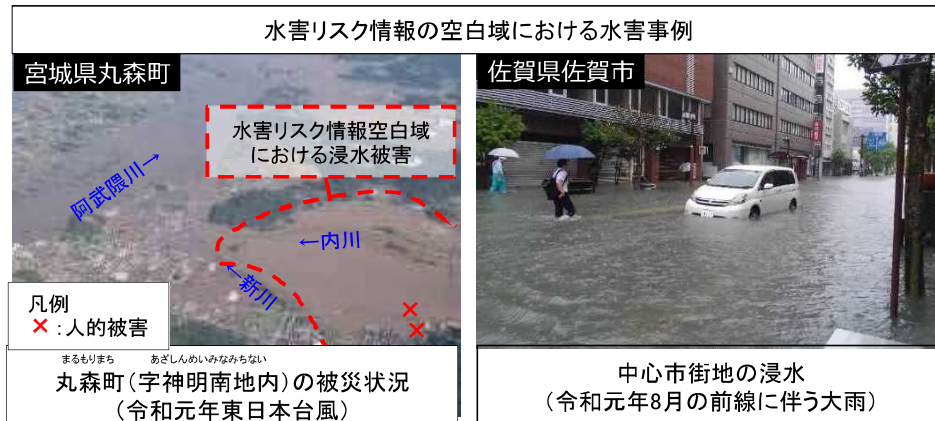 水害リスク情報の空白域における水害事例
宮城県丸森町
水害リスク情報空白域
における浸水被害
阿武隈川→
←内川
←新川
凡例
×：人的被害
まるもりまち　あざしんめいみなみちない
丸森町（字神明南地内）の被災状況
（令和元年東日本台風）
佐賀県佐賀市
中心市街地の浸水
（令和元年8月の前線に伴う大雨）